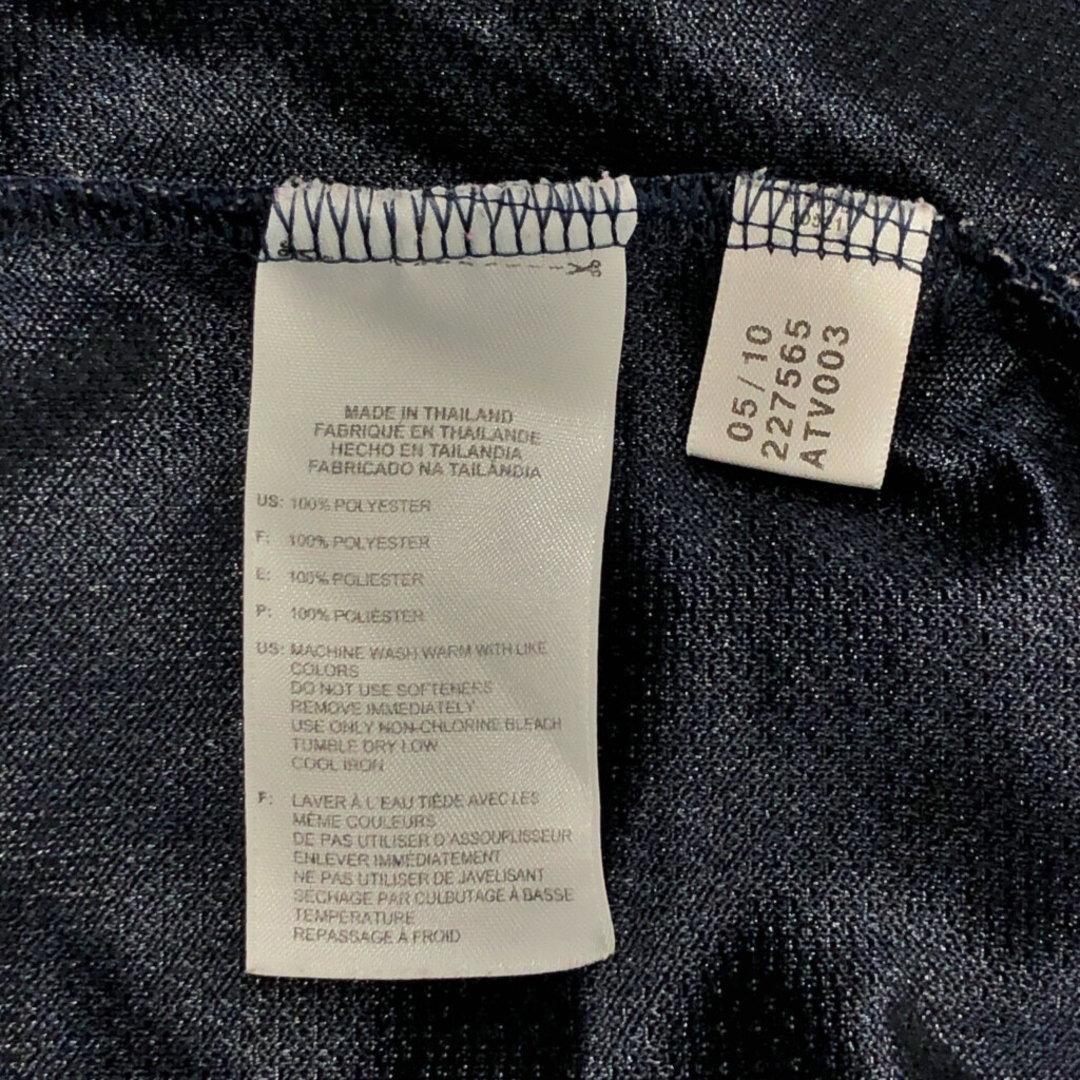 MADE IN THAILAND
FABRIQUÉ EN THAILANDE
HECHO EN TAILANDIA
FABRICADO NA TAILÂNDIA
US: 100% POLYESTER
F: 100% POLYESTER
E: 100% POLIESTER
P: 100% POLIÉSTER
US: MACHINE WASH WARM WITH LIKE
COLORS
DO NOT USE SOFTENERS
REMOVE IMMEDIATELY
USE ONLY NON-CHLORINE BLEACH
TUMBLE DRY LOW
COOL IRON
F: LAVER À L'EAU TIÈDE AVEC LES
MÊME COULEURS
DE PAS UTILISER D'ASSOUPLISSEUR
ENLEVER IMMÉDIATEMENT
NE PAS UTILISER DE JAVELISANT
SECHAGE PAR CULBUTAGE À BASSE
TEMPERATURE
REPASSAGE À FROID
05/10
227565
ATV003